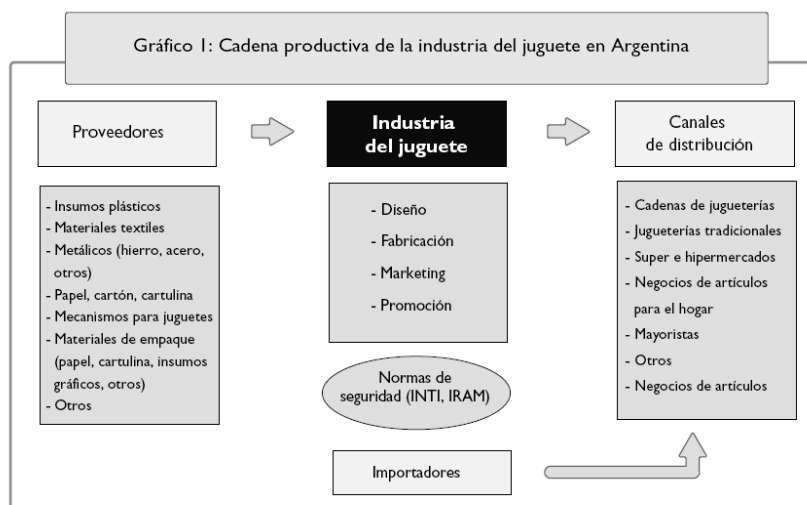 Gráfico 1: Cadena productiva de la industria del juguete en Argentina
Proveedores
- Insumos plásticos
- Materiales textiles
- Metálicos (hierro, acero,
otros)
- Papel, cartón, cartulina
- Mecanismos para juguetes
- Materiales de empaque
(papel, cartulina, insumos
gráficos, otros)
- Otros
Industria
del juguete
- Diseño
- Fabricación
- Marketing
- Promoción
Normas de
seguridad (INTI, IRAM)
Importadores
Canales
de distribución
- Cadenas de jugueterías
- Jugueterías tradicionales
- Super e hipermercados
- Negocios de artículos
para el hogar
- Mayoristas
- Otros
- Negocios de artículos